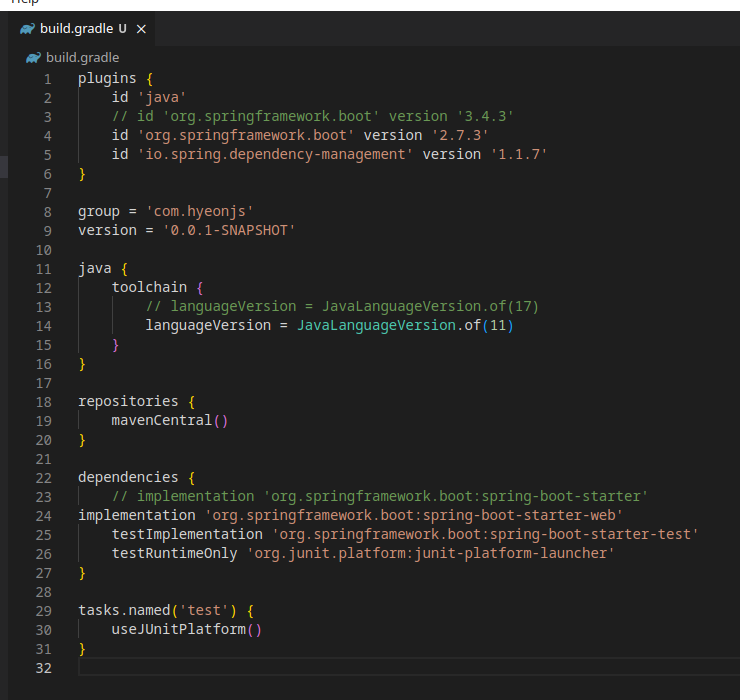 Help
build.gradle U ×
build.gradle
1 plugins {
2     id 'java'
3     // id 'org.springframework.boot' version '3.4.3'
4     id 'org.springframework.boot' version '2.7.3'
5     id 'io.spring.dependency-management' version '1.1.7'
6 }
7
8 group = 'com.hyeonjs'
9 version = '0.0.1-SNAPSHOT'
10
11 java {
12     toolchain {
13         // languageVersion = JavaLanguageVersion.of(17)
14         languageVersion = JavaLanguageVersion.of(11)
15     }
16 }
17
18 repositories {
19     mavenCentral()
20 }
21
22 dependencies {
23     // implementation 'org.springframework.boot:spring-boot-starter'
24 implementation 'org.springframework.boot:spring-boot-starter-web'
25     testImplementation 'org.springframework.boot:spring-boot-starter-test'
26     testRuntimeOnly 'org.junit.platform:junit-platform-launcher'
27 }
28
29 tasks.named('test') {
30     useJUnitPlatform()
31 }
32